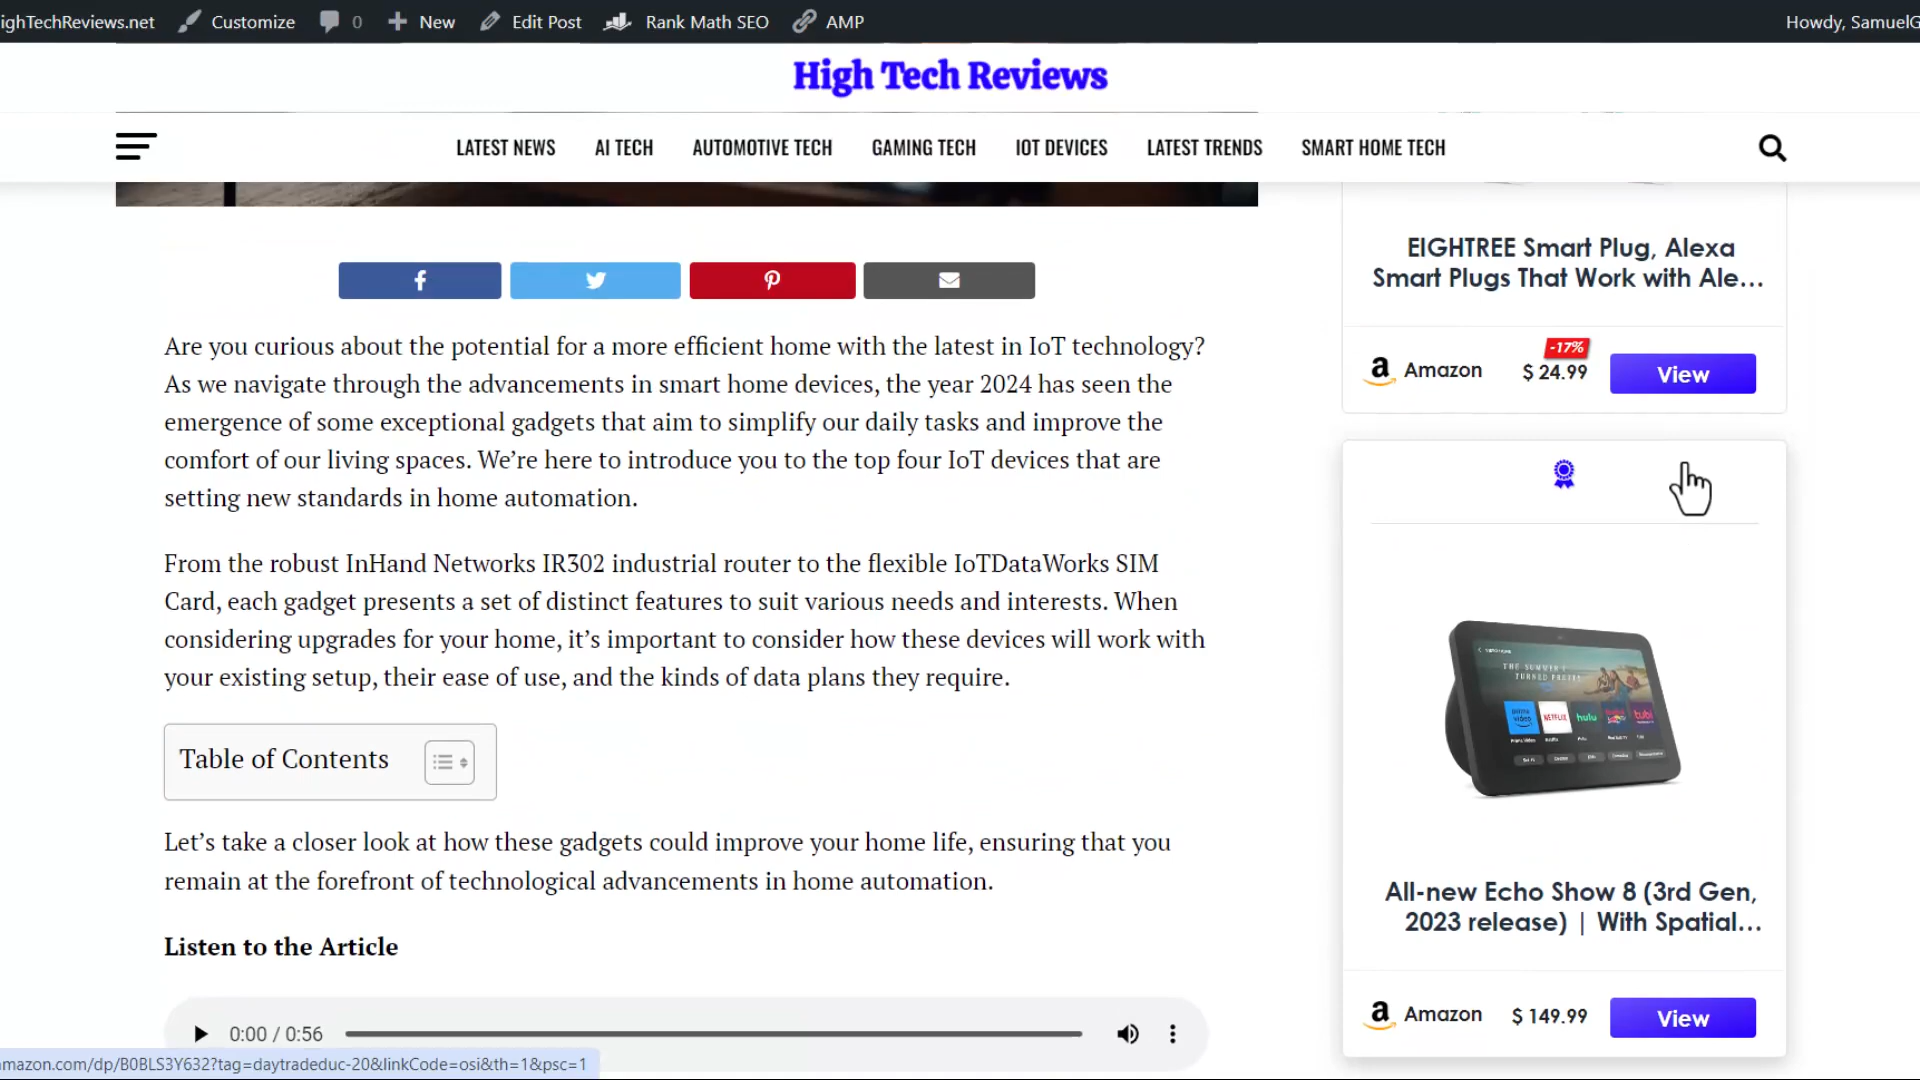 ighTechReviews.net Customize 0 New Edit Post Rank Math SEO AMP Howdy, SamuelG
High Tech Reviews
LATEST NEWS AI TECH AUTOMOTIVE TECH GAMING TECH IOT DEVICES LATEST TRENDS SMART HOME TECH
Are you curious about the potential for a more efficient home with the latest in IoT technology?
As we navigate through the advancements in smart home devices, the year 2024 has seen the
emergence of some exceptional gadgets that aim to simplify our daily tasks and improve the
comfort of our living spaces. We’re here to introduce you to the top four IoT devices that are
setting new standards in home automation.
From the robust InHand Networks IR302 industrial router to the flexible IoTDataWorks SIM
Card, each gadget presents a set of distinct features to suit various needs and interests. When
considering upgrades for your home, it’s important to consider how these devices will work with
your existing setup, their ease of use, and the kinds of data plans they require.
Table of Contents
Let’s take a closer look at how these gadgets could improve your home life, ensuring that you
remain at the forefront of technological advancements in home automation.
Listen to the Article
0:00 / 0:56
mazon.com/dp/B0BLS3Y632?tag=daytradeduc-20&linkCode=osi&th=1&psc=1
EIGHTREE Smart Plug, Alexa
Smart Plugs That Work with Ale...
-17%
a Amazon $ 24.99 View
THE SUMMER I
TURNED PRETTY
prime video NETFLIX hulu tubi
All-new Echo Show 8 (3rd Gen,
2023 release) | With Spatial...
a Amazon $ 149.99 View